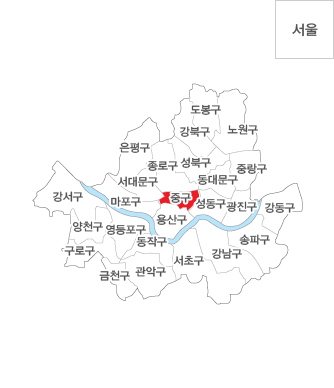 서울
도봉구
강북구
노원구
은평구
종로구
성북구
중랑구
서대문구
동대문구
강서구
마포구
중구
성동구
광진구
강동구
용산구
양천구
영등포구
동작구
송파구
구로구
서초구
강남구
금천구
관악구